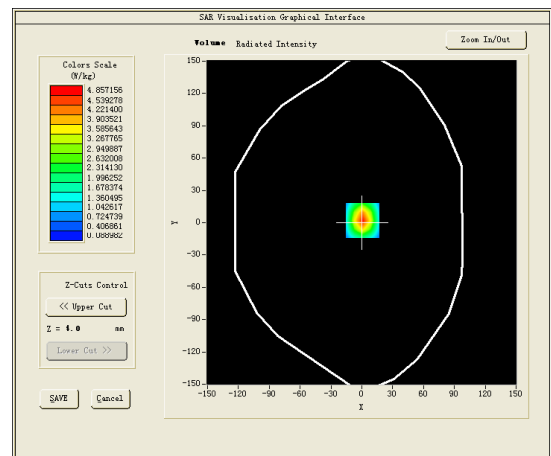 SAR Visualisation Graphical Interface
Volume Radiated Intensity
Zoom In/Out
Colors Scale
(W/kg)
4.857156
4.539278
4.221400
3.903521
3.585643
3.267765
2.949887
2.632008
2.314130
1.996252
1.678374
1.360495
1.042617
0.724739
0.406861
0.088982
Z-Cuts Control
<< Upper Cut
Z = 4.0 mm
Lower Cut >>
SAVE Cancel
150
120
90
60
30
0
-30
-60
-90
-120
-150
Y
-150 -120 -90 -60 -30 0 30 60 90 120 150
X